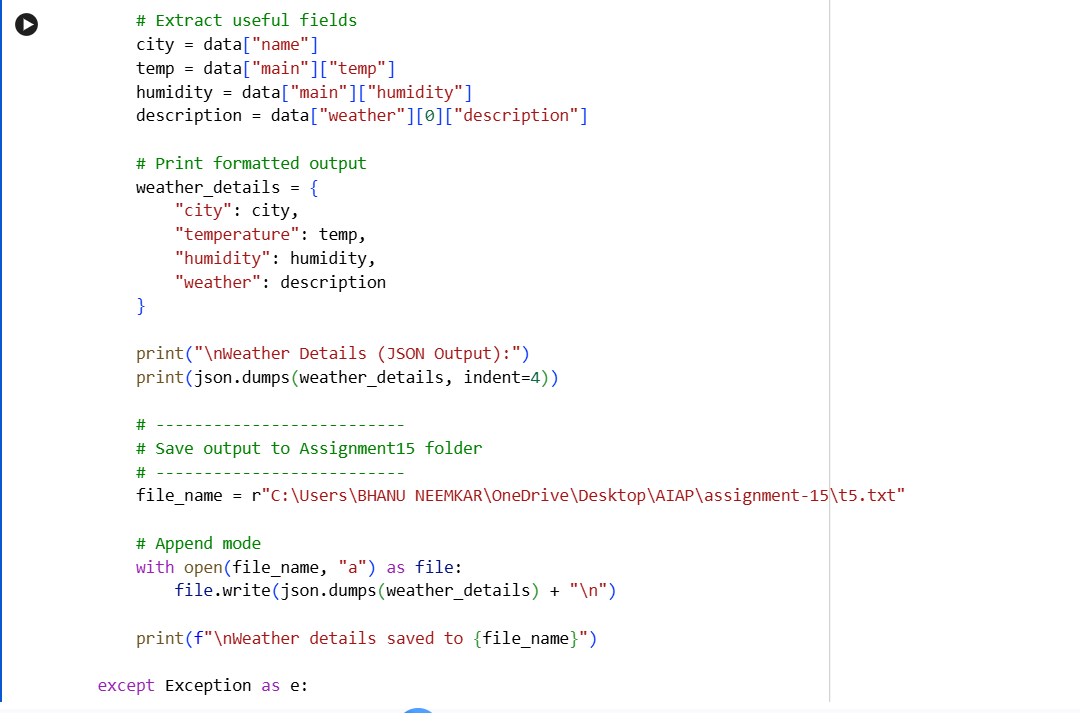 # Extract useful fields
city = data["name"]
temp = data["main"]["temp"]
humidity = data["main"]["humidity"]
description = data["weather"][0]["description"]
# Print formatted output
weather_details = {
"city": city,
"temperature": temp,
"humidity": humidity,
"weather": description
}
print("\nWeather Details (JSON Output):")
print(json.dumps(weather_details, indent=4))
# --------------------------
# Save output to Assignment15 folder
# --------------------------
file_name = r"C:\Users\BHANU NEEMKAR\OneDrive\Desktop\AIAP\assignment-15\t5.txt"
# Append mode
with open(file_name, "a") as file:
file.write(json.dumps(weather_details) + "\n")
print(f"\nWeather details saved to {file_name}")
except Exception as e: